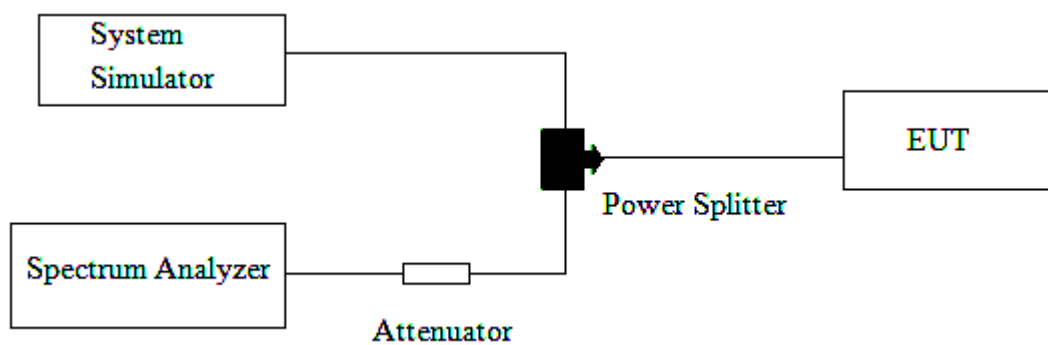 System
Simulator
EUT
Power Splitter
Spectrum Analyzer
Attenuator